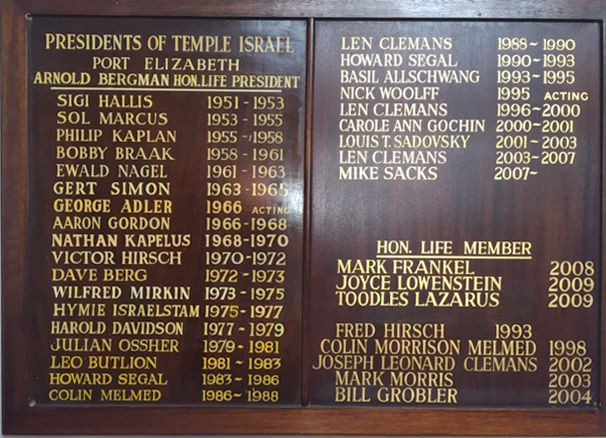 PRESIDENTS OF TEMPLE ISRAEL
PORT ELIZABETH
ARNOLD BERGMAN HON. LIFE PRESIDENT
SIGI HALLIS 1951 - 1953
SOL MARCUS 1953 - 1955
PHILIP KAPLAN 1955 - 1958
BOBBY BRAAK 1958 - 1961
EWALD NAGEL 1961 - 1963
GERT SIMON 1963 - 1965
GEORGE ADLER 1966 ACTING
AARON GORDON 1966 - 1968
NATHAN KAPELUS 1968 - 1970
VICTOR HIRSCH 1970 - 1972
DAVE BERG 1972 - 1973
WILFRED MIRKIN 1973 - 1975
HYMIE ISRAELSTAM 1975 - 1977
HAROLD DAVIDSON 1977 - 1979
JULIAN OSSHER 1979 - 1981
LEO BUTLION 1981 ~ 1983
HOWARD SEGAL 1983 ~ 1986
COLIN MELMED 1986 ~ 1988
LEN CLEMANS 1988 ~ 1990
HOWARD SEGAL 1990 ~ 1993
BASIL ALLSCHWANG 1993 ~ 1995
NICK WOOLFF 1995 ACTING
LEN CLEMANS 1996 ~ 2000
CAROLE ANN GOCHIN 2000 ~ 2001
LOUIS T. SADOVSKY 2001 ~ 2003
LEN CLEMANS 2003 ~ 2007
MIKE SACKS 2007 ~
HON. LIFE MEMBER
MARK FRANKEL 2008
JOYCE LOWENSTEIN 2009
TOODLES LAZARUS 2009
FRED HIRSCH 1993
COLIN MORRISON MELMED 1998
JOSEPH LEONARD CLEMANS 2002
MARK MORRIS 2003
BILL GROBLER 2004